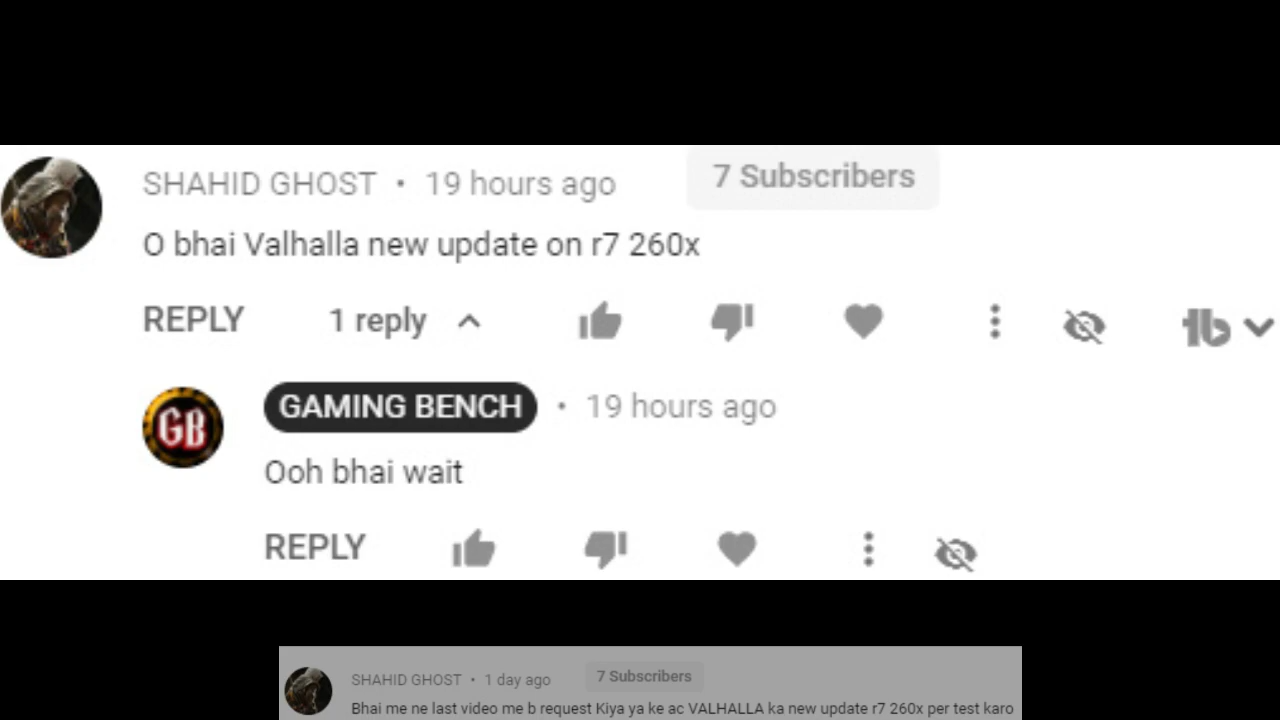 SHAHID GHOST • 19 hours ago 7 Subscribers
O bhai Valhalla new update on r7 260x
REPLY 1 reply
GB GAMING BENCH • 19 hours ago
Ooh bhai wait
REPLY
SHAHID GHOST • 1 day ago 7 Subscribers
Bhai me ne last video me b request Kiya ya ke ac VALHALLA ka new update r7 260x per test karo